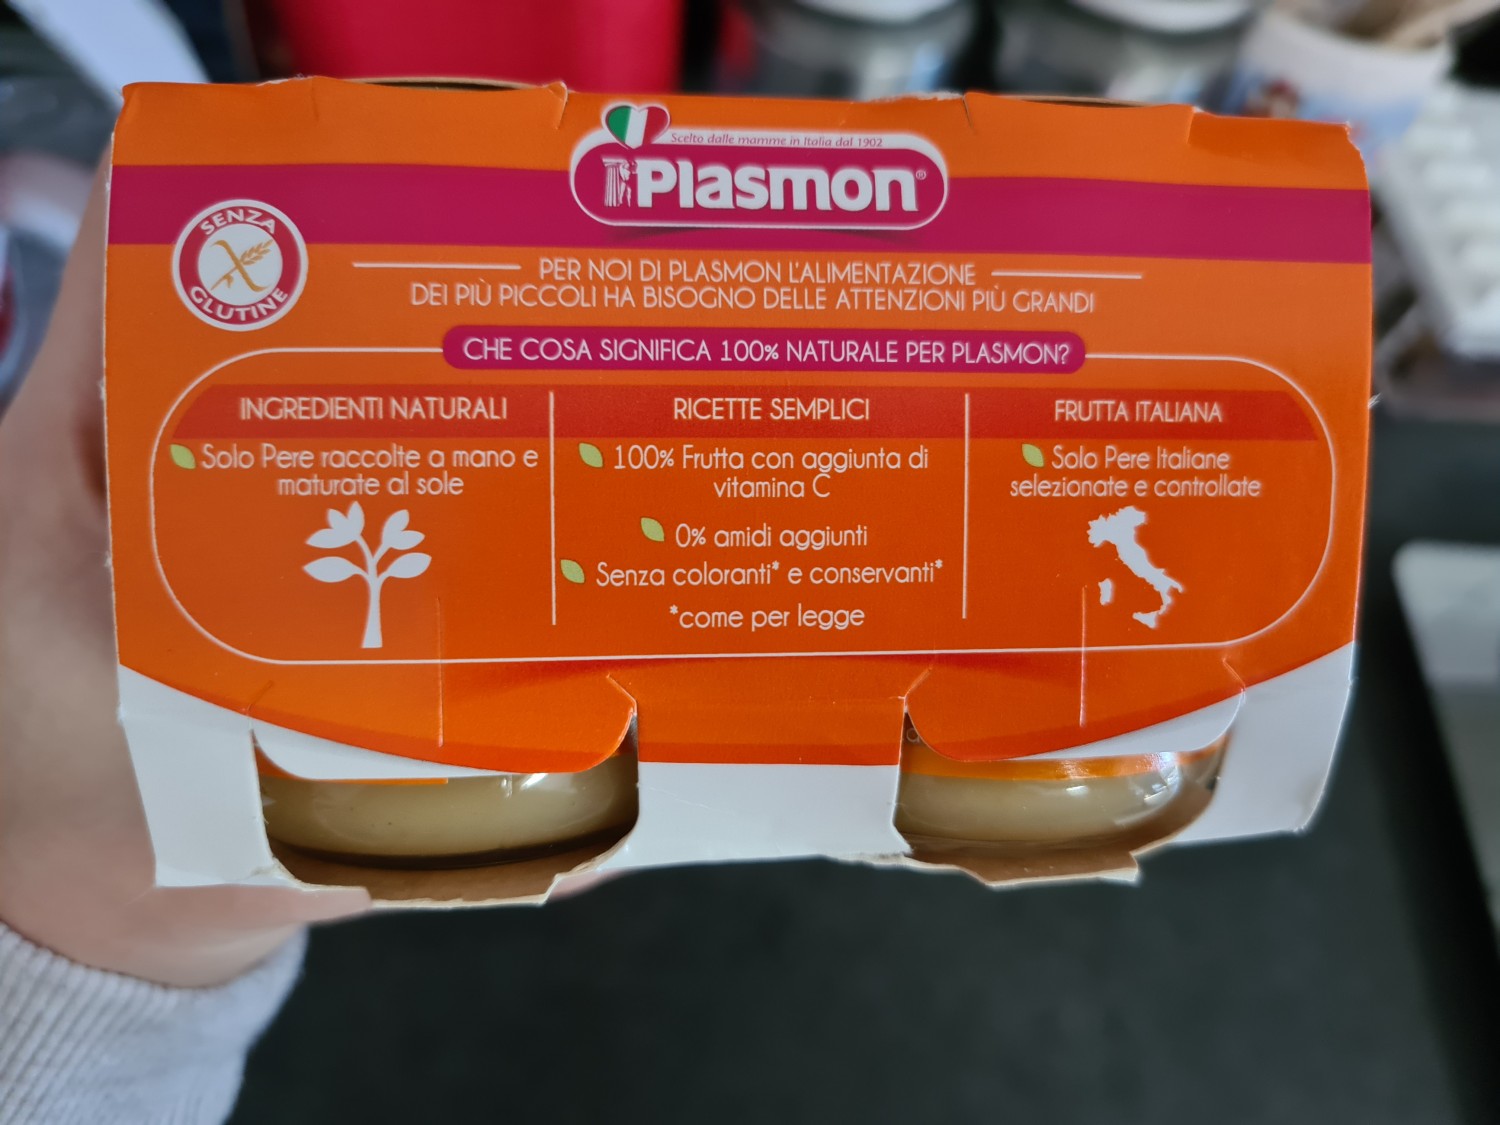 Scelto dalle mamme in Italia dal 1902
Plasmon®
SENZA
GLUTINE
PER NOI DI PLASMON L'ALIMENTAZIONE
DEI PIÙ PICCOLI HA BISOGNO DELLE ATTENZIONI PIÙ GRANDI
CHE COSA SIGNIFICA 100% NATURALE PER PLASMON?
INGREDIENTI NATURALI
Solo Pere raccolte a mano e
maturate al sole
RICETTE SEMPLICI
100% Frutta con aggiunta di
vitamina C
0% amidi aggiunti
Senza coloranti* e conservanti*
*come per legge
FRUTTA ITALIANA
Solo Pere Italiane
selezionate e controllate